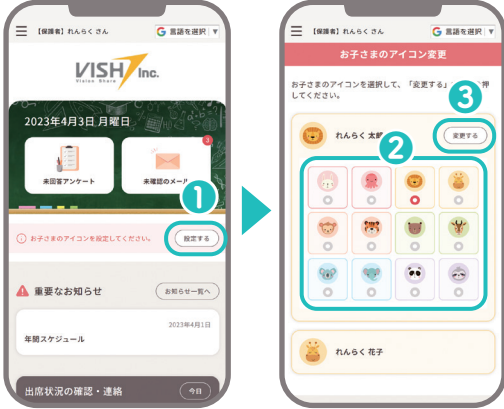 【保護者】れんらく さん
G 言語を選択 ▼
VISH Inc.
Vision Share
2023年4月3日 月曜日
3
未回答アンケート
未確認のメール
1
お子さまのアイコンを設定してください。
設定する
重要なお知らせ
お知らせ一覧へ
2023年4月1日
年間スケジュール
出席状況の確認・連絡
今日
【保護者】れんらく さん
G 言語を選択 ▼
お子さまのアイコン変更
お子さまのアイコンを選択して、「変更する」 押
してください。
3
れんらく 太
変更する
2
れんらく 花子